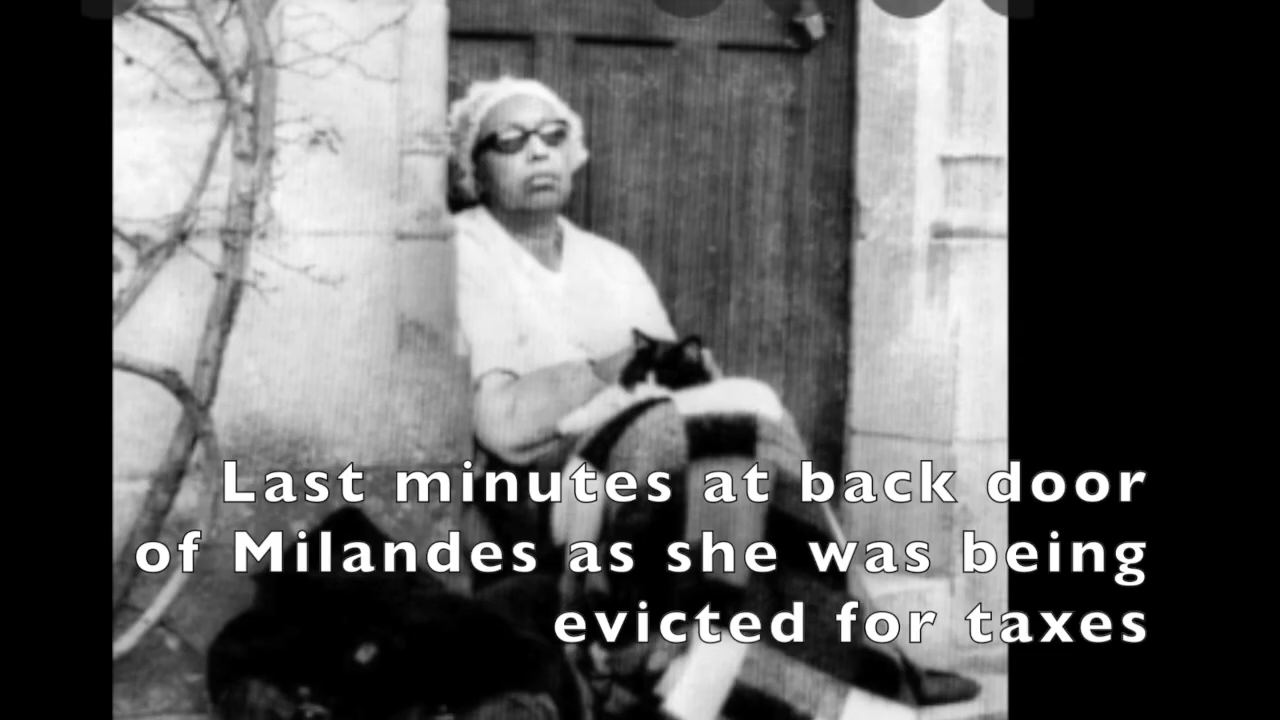 Last minutes at back door
of Milandes as she was being
evicted for taxes